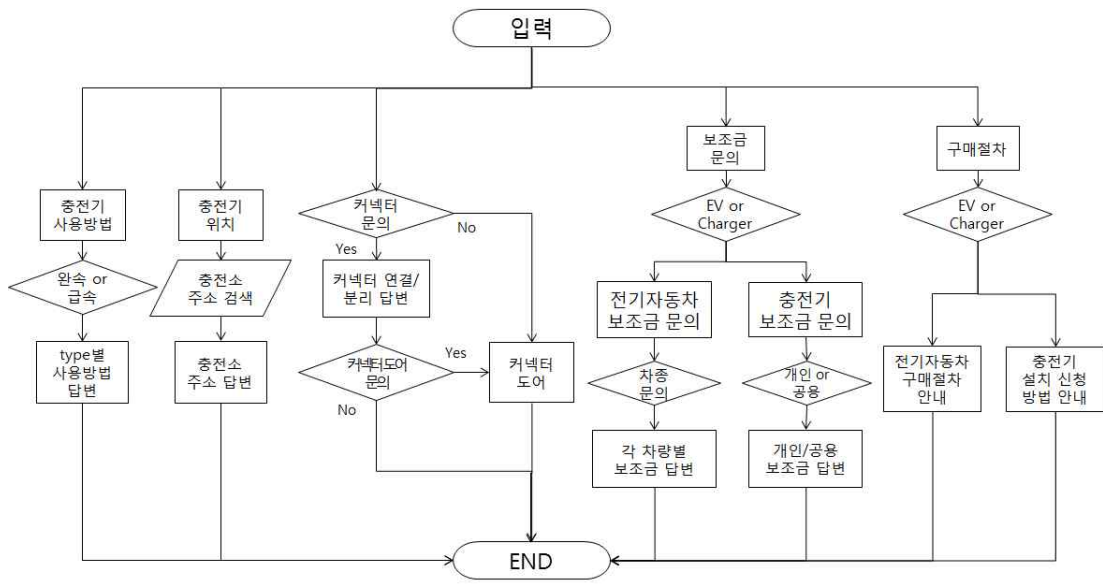 입력
보조금
문의
구매절차
충전기
사용방법
충전기
위치
커넥터
문의
No
EV or
Charger
EV or
Charger
Yes
완속 or
급속
충전소
주소 검색
커넥터 연결/
분리 답변
전기자동차
보조금 문의
충전기
보조금 문의
type별
사용방법
답변
충전소
주소 답변
커넥터도어
문의
Yes
No
커넥터
도어
차종
문의
개인 or
공용
전기자동차
구매절차
안내
충전기
설치 신청
방법 안내
각 차량별
보조금 답변
개인/공용
보조금 답변
END